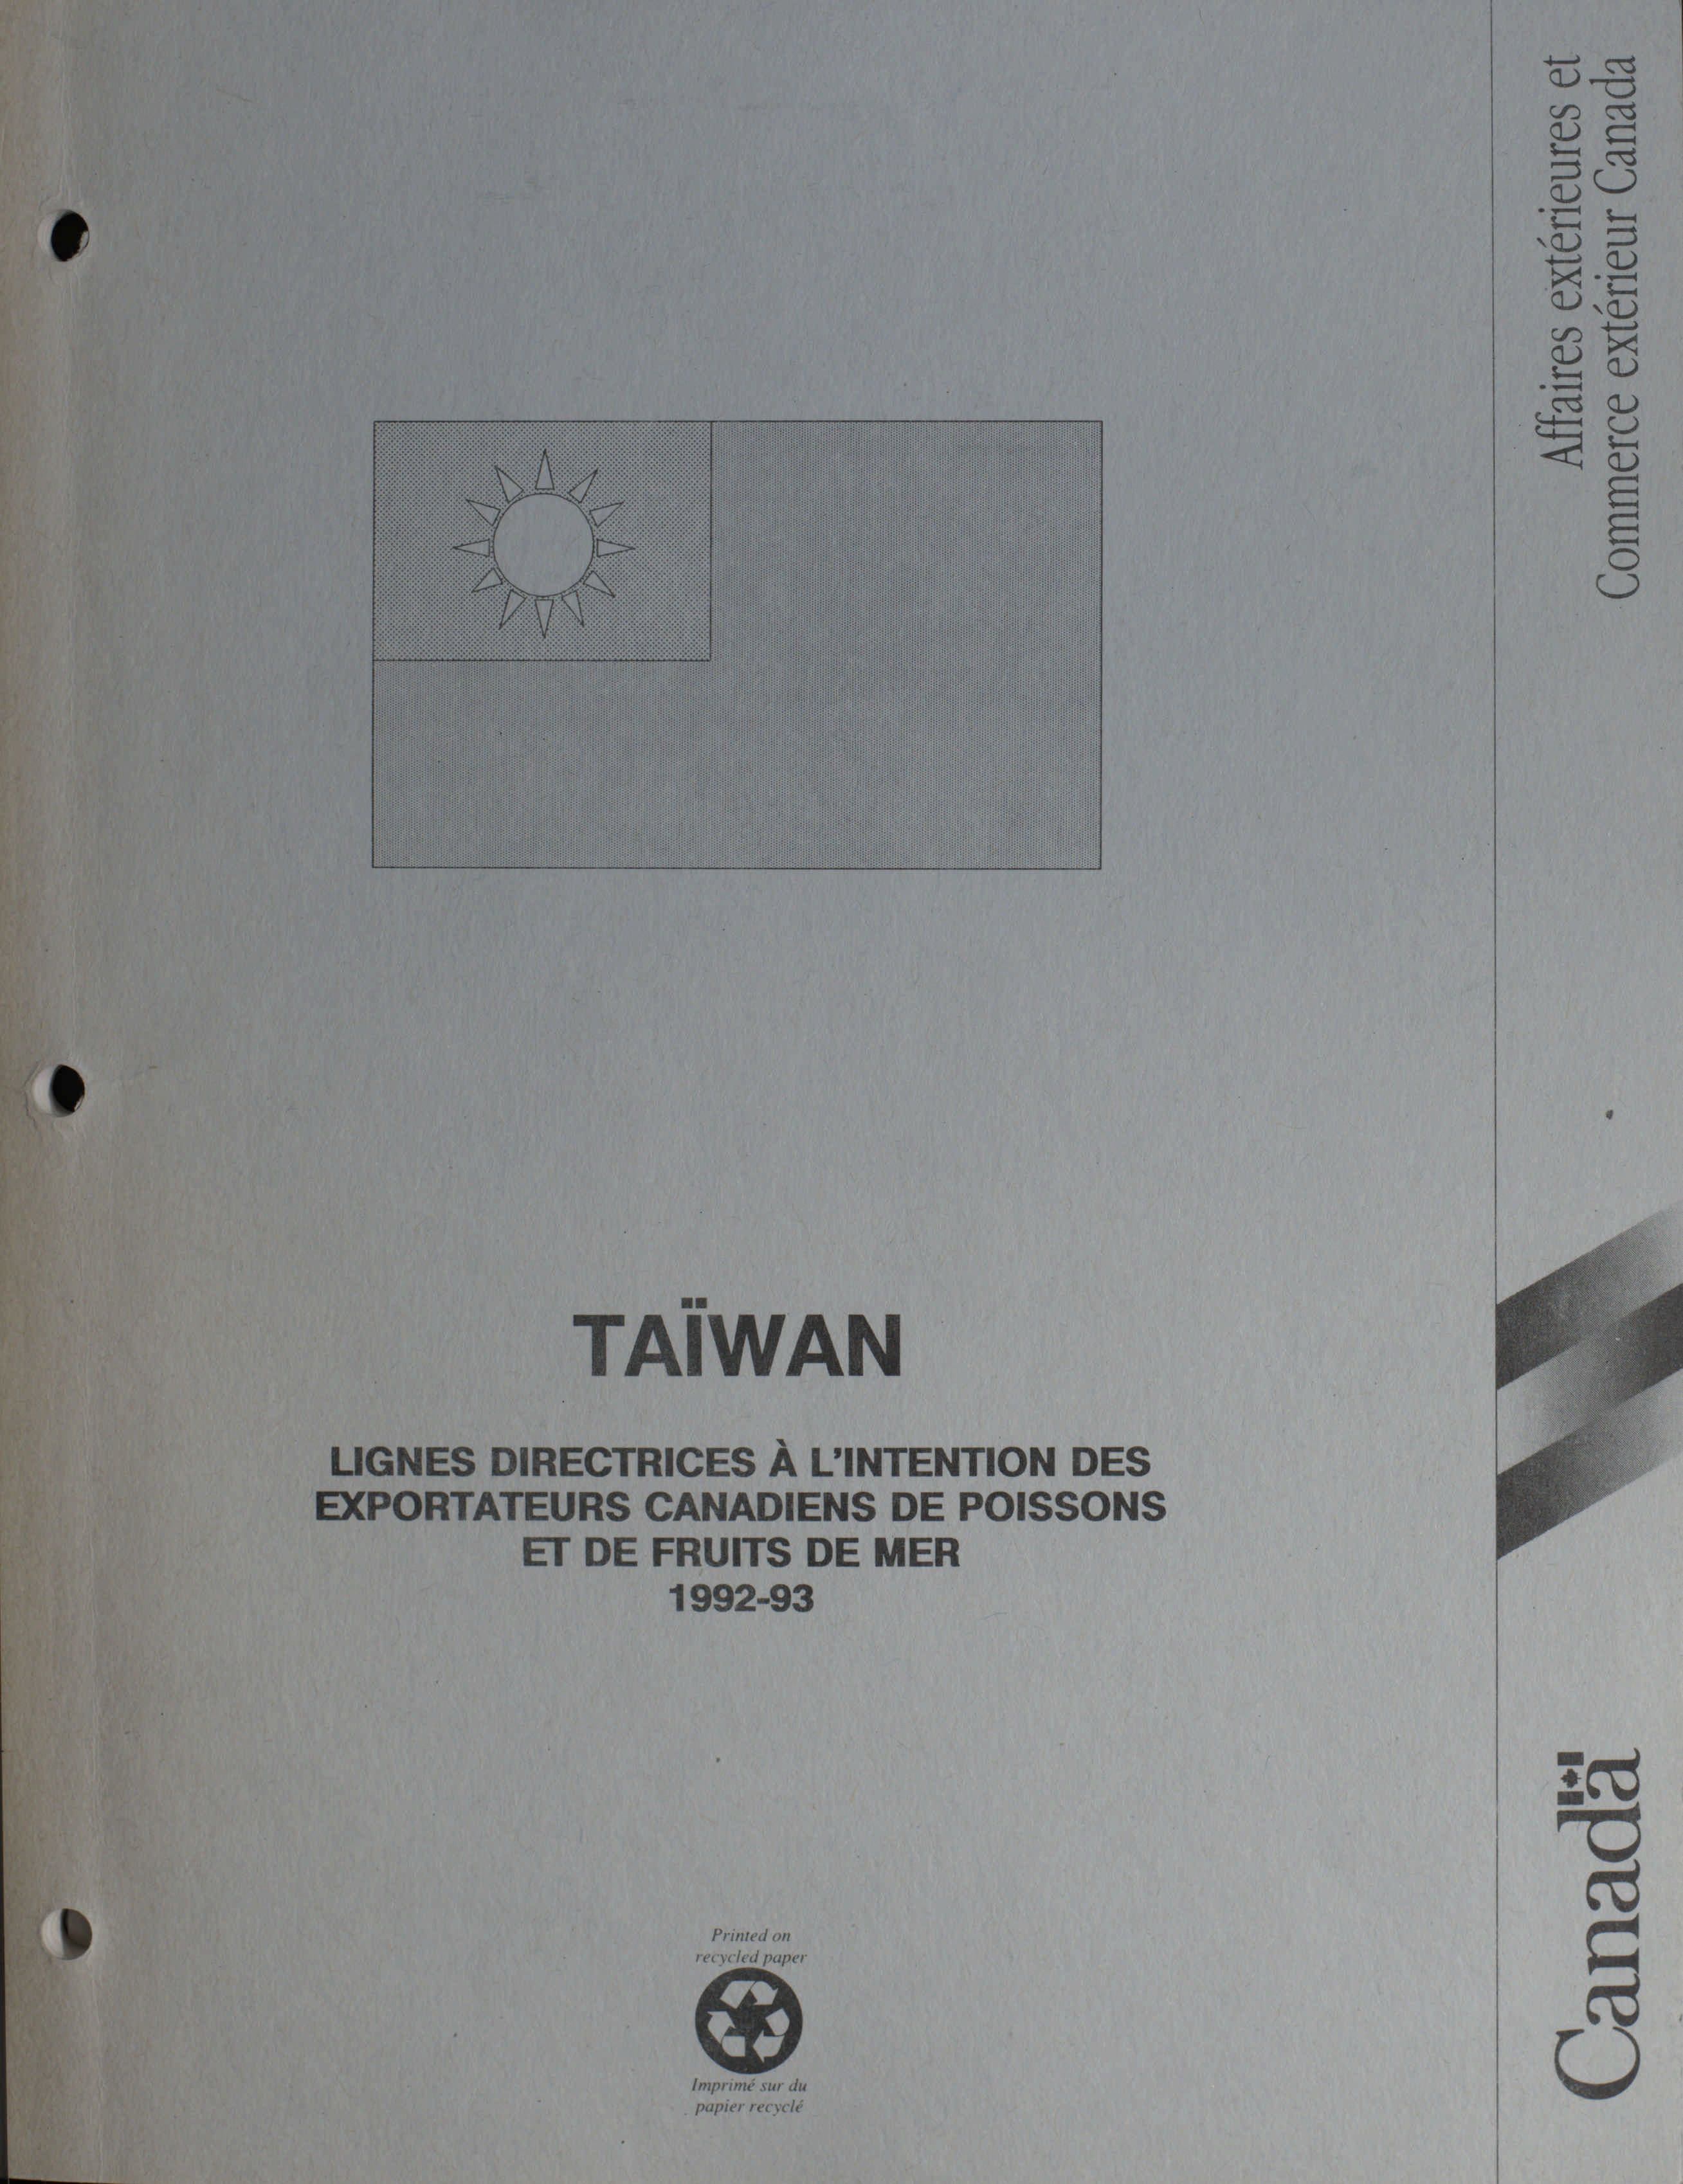 Affaires extérieures et
Commerce extérieur Canada
TAÏWAN
LIGNES DIRECTRICES À L'INTENTION DES
EXPORTATEURS CANADIENS DE POISSONS
ET DE FRUITS DE MER
1992-93
Printed on
recycled paper
Imprimé sur du
papier recyclé
Canada